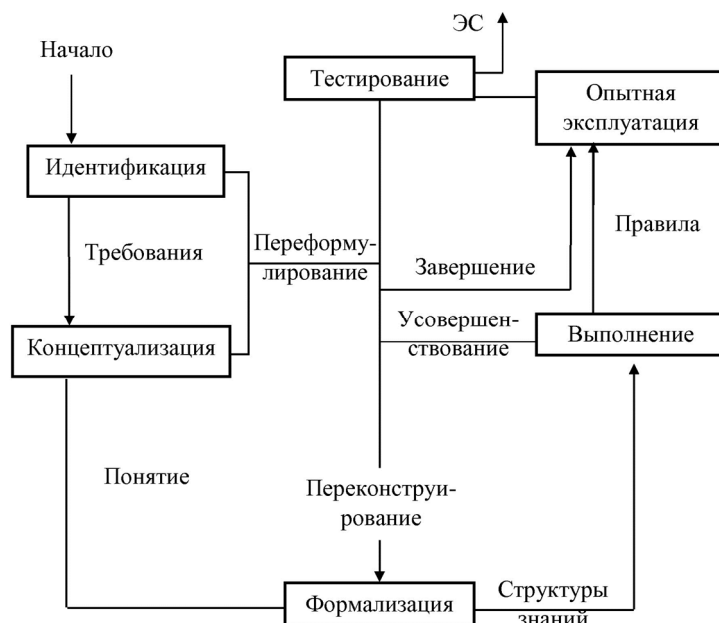 ЭС
Начало
Тестирование
Опытная
эксплуатация
Идентификация
Требования
Переформу-
лирование
Завершение
Правила
Усовершен-
ствование
Концептуализация
Выполнение
Понятие
Переконструи-
рование
Формализация
Структуры
знаний